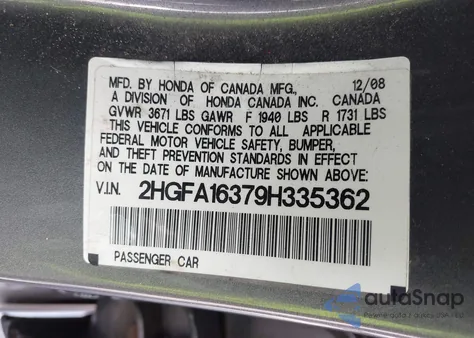 MFD. BY HONDA OF CANADA MFG., 12/08
A DIVISION OF HONDA CANADA INC. CANADA
GVWR 3671 LBS GAWR F 1940 LBS R 1731 LBS
THIS VEHICLE CONFORMS TO ALL APPLICABLE
FEDERAL MOTOR VEHICLE SAFETY, BUMPER,
AND THEFT PREVENTION STANDARDS IN EFFECT
ON THE DATE OF MANUFACTURE SHOWN ABOVE.
V.I.N. 2HGFA16379H335362
PASSENGER CAR
autoSnap